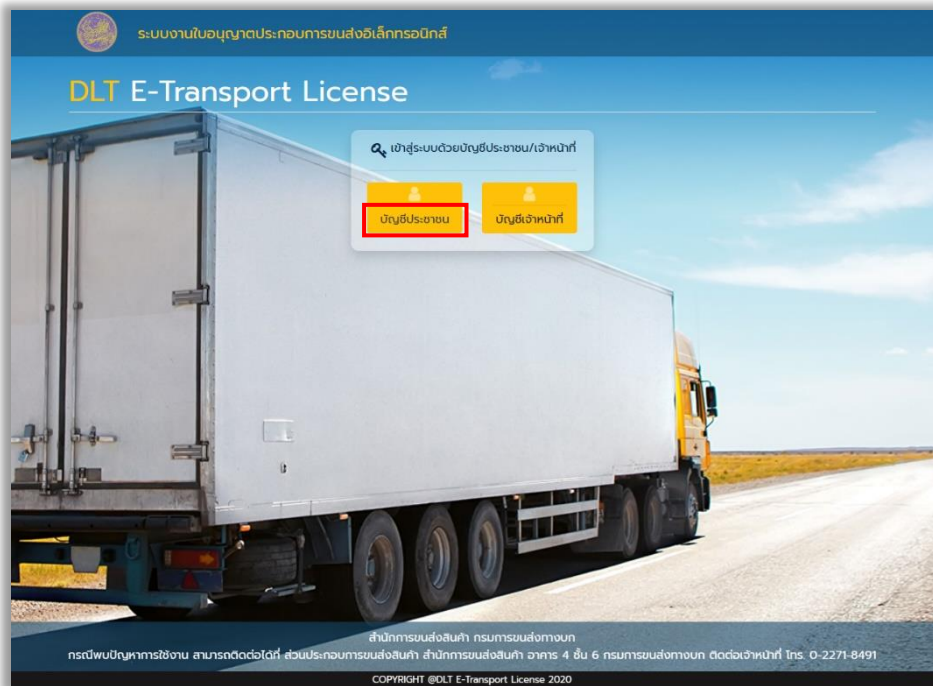 ระบบงานใบอนุญาตประกอบการขนส่งอิเล็กทรอนิกส์
DLT E-Transport License
เข้าสู่ระบบด้วยบัญชีประชาชน/เจ้าหน้าที่
บัญชีประชาชน
บัญชีเจ้าหน้าที่
สำนักการขนส่งสินค้า กรมการขนส่งทางบก
กรณีพบปัญหาการใช้งาน สามารถติดต่อได้ที่ ส่วนประกอบการขนส่งสินค้า สำนักการขนส่งสินค้า อาคาร 4 ชั้น 6 กรมการขนส่งทางบก ติดต่อเจ้าหน้าที่ โทร. 0-2271-8491
COPYRIGHT @DLT E-Transport License 2020